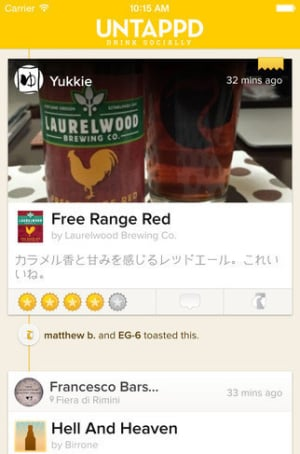 Carrier
10:15 AM
UNTAPPD
DRINK SOCIALLY
Yukkie
32 mins ago
LAURELWOOD
BREWING CO.
Free Range Red
by Laurelwood Brewing Co.
カラメル香と甘みを感じるレッドエール。これい
いね。
matthew b. and EG-6 toasted this.
Francesco Bars...
33 mins ago
Fiera di Rimini
Hell And Heaven
by Birrone